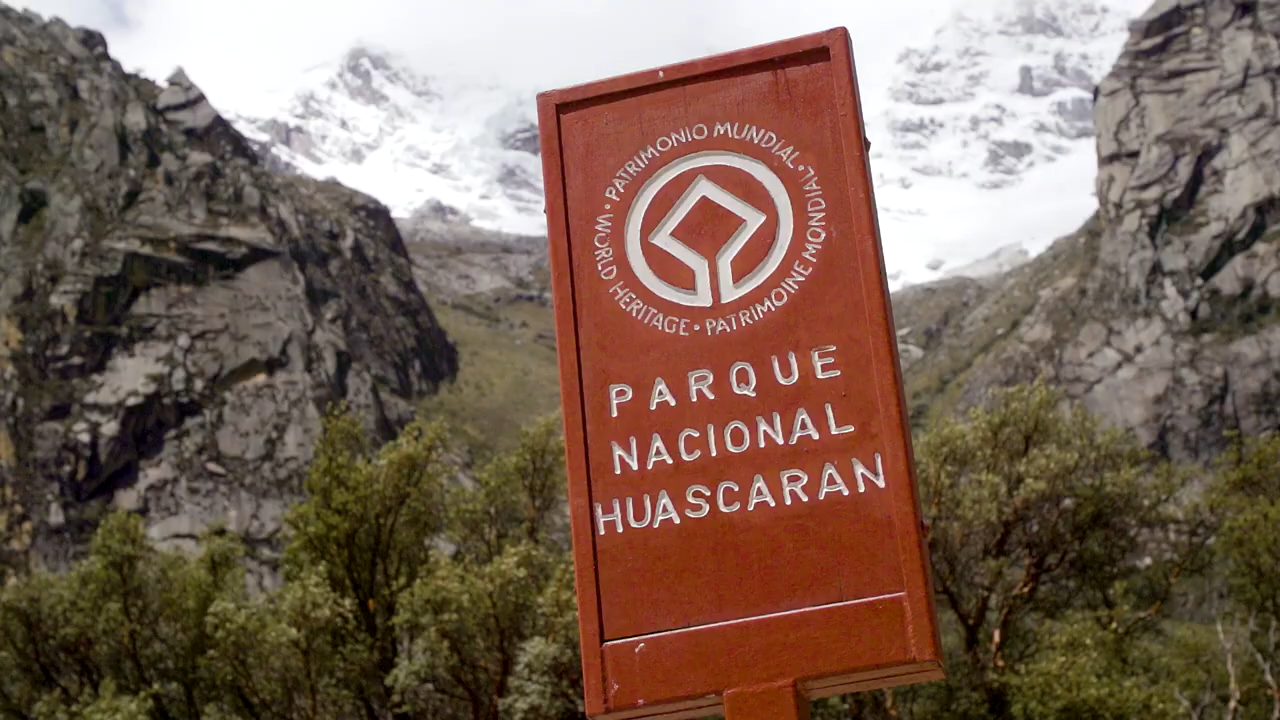 · PATRIMONIO MUNDIAL · WORLD HERITAGE · PATRIMOINE MONDIAL
PARQUE
NACIONAL
HUASCARAN